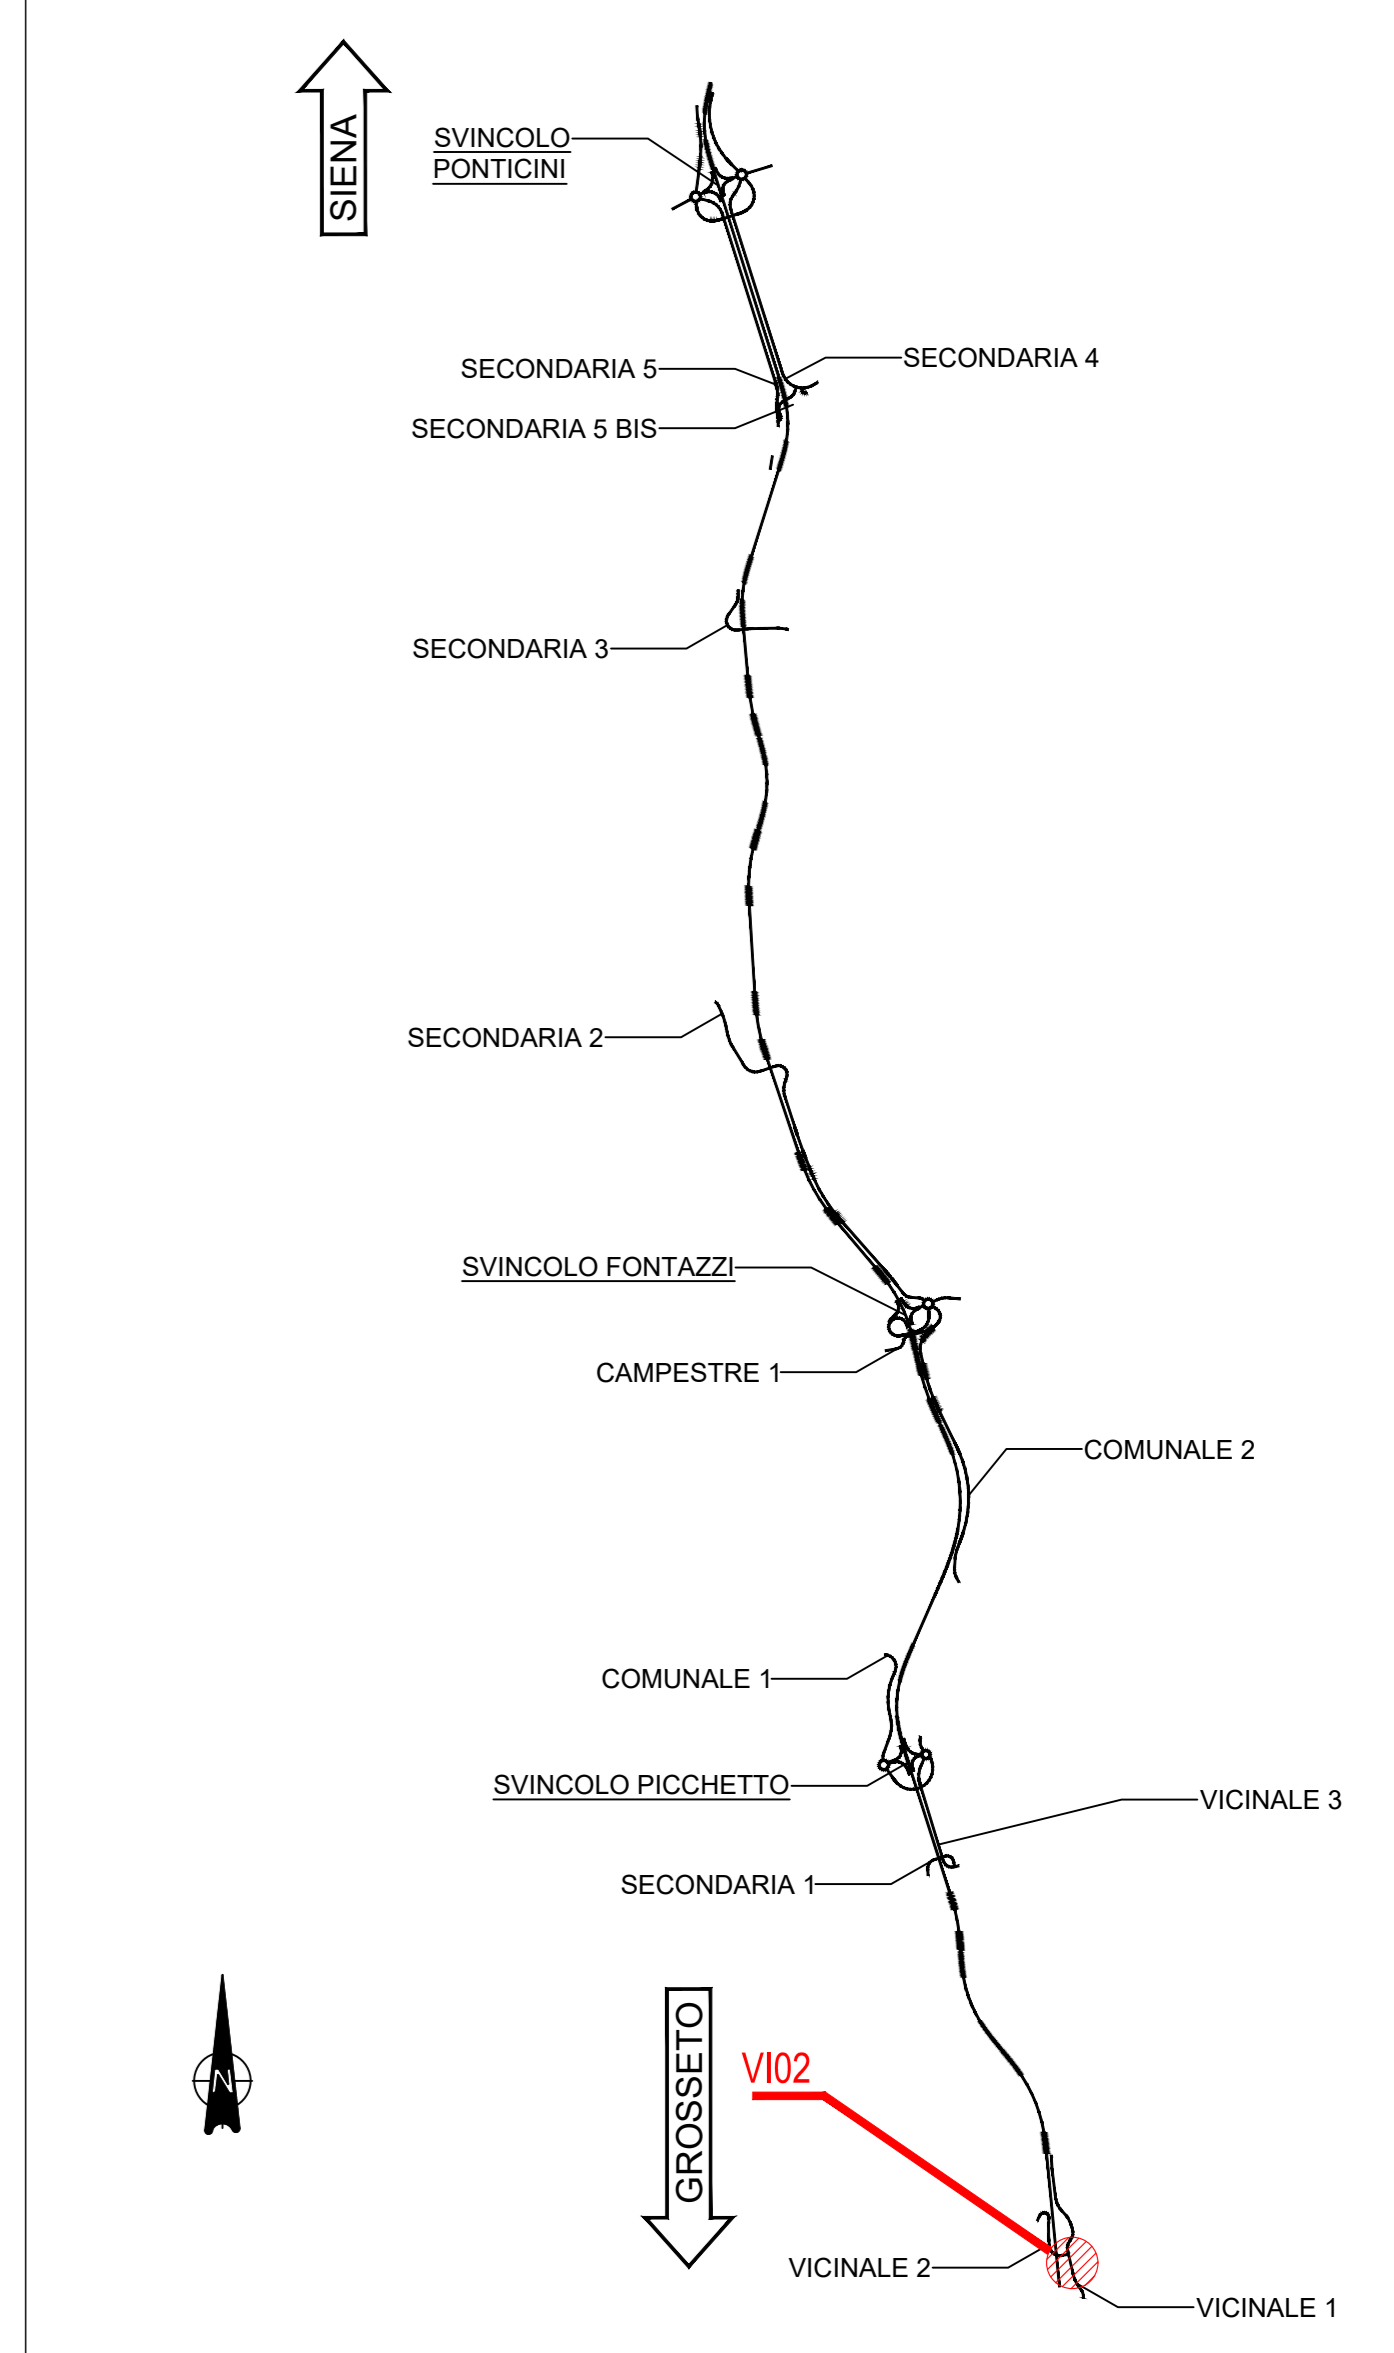 SIENA
SVINCOLO
PONTICINI
SECONDARIA 4
SECONDARIA 5
SECONDARIA 5 BIS
SECONDARIA 3
SECONDARIA 2
SVINCOLO FONTAZZI
CAMPESTRE 1
COMUNALE 2
COMUNALE 1
SVINCOLO PICCHETTO
VICINALE 3
SECONDARIA 1
N
GROSSETO
VI02
VICINALE 2
VICINALE 1